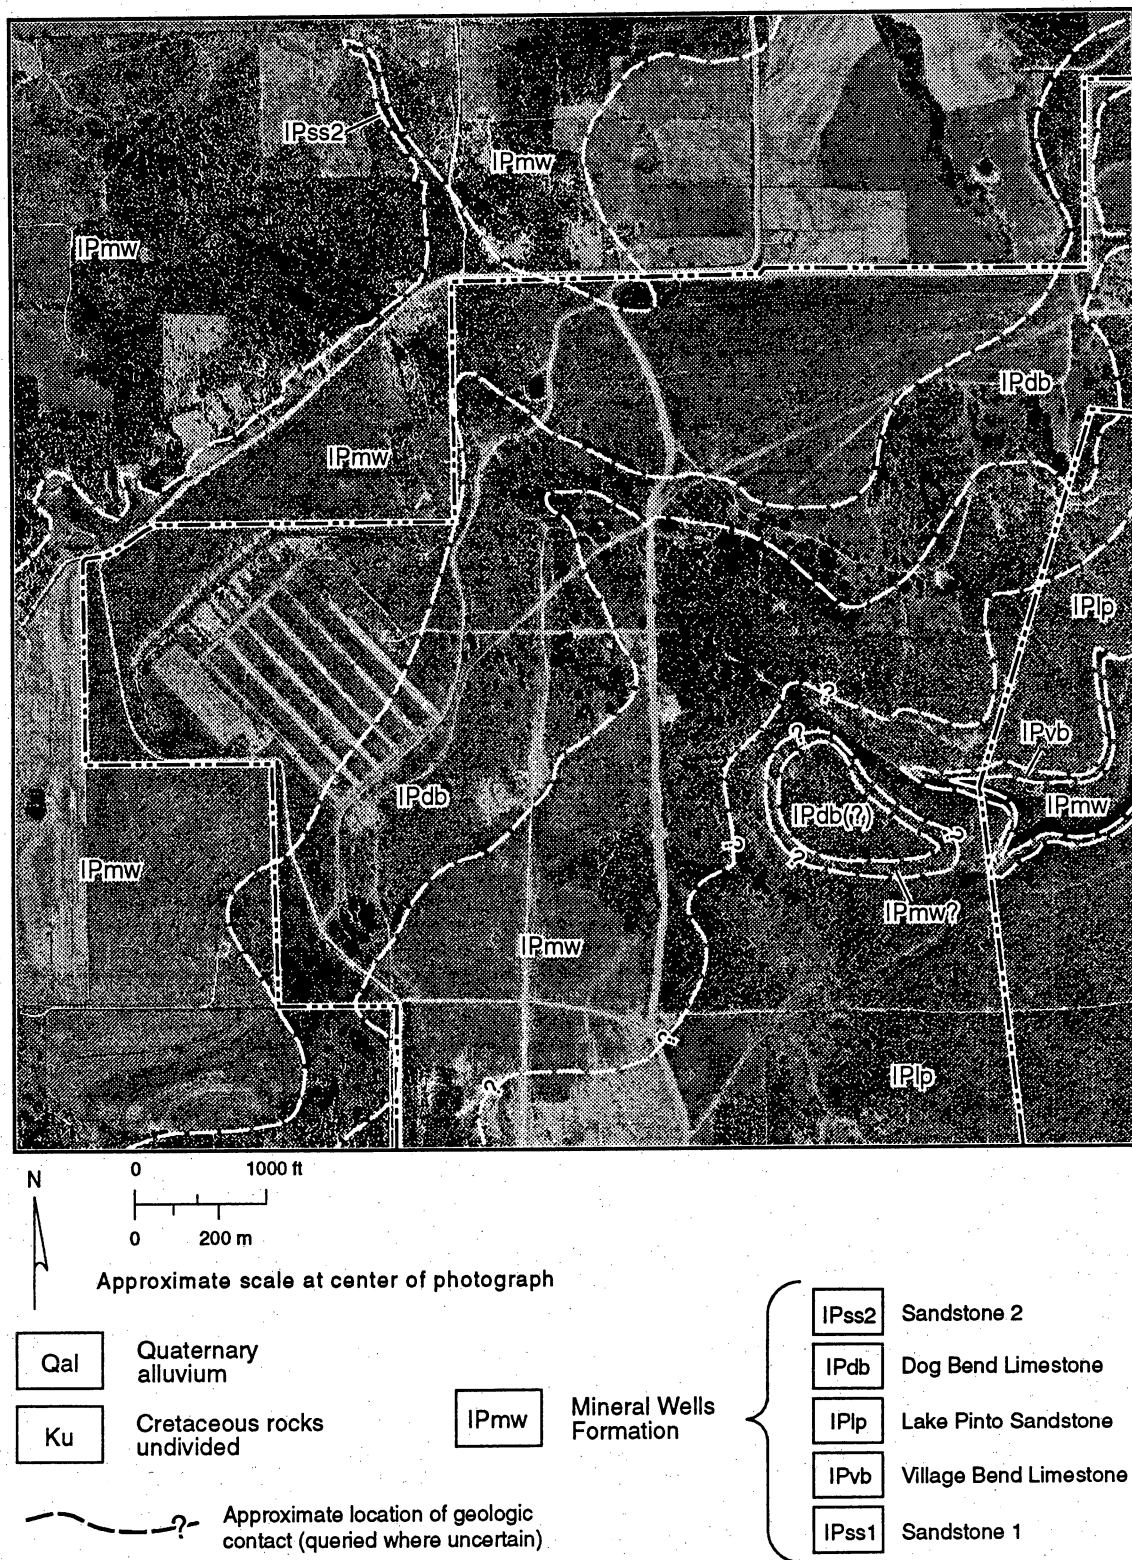 IPss2
IPmw
IPmw
IPdb
IPmw
IPlp
?
?
?
IPvb
IPdb
IPdb(?)
IPmw
?
?
?
IPmw
IPmw?
IPmw
?
IPlp
?
N
0 1000 ft
0 200 m
Approximate scale at center of photograph
Qal Quaternary
alluvium
Ku Cretaceous rocks
undivided
? Approximate location of geologic
contact (queried where uncertain)
IPmw Mineral Wells
Formation
IPss2 Sandstone 2
IPdb Dog Bend Limestone
IPlp Lake Pinto Sandstone
IPvb Village Bend Limestone
IPss1 Sandstone 1